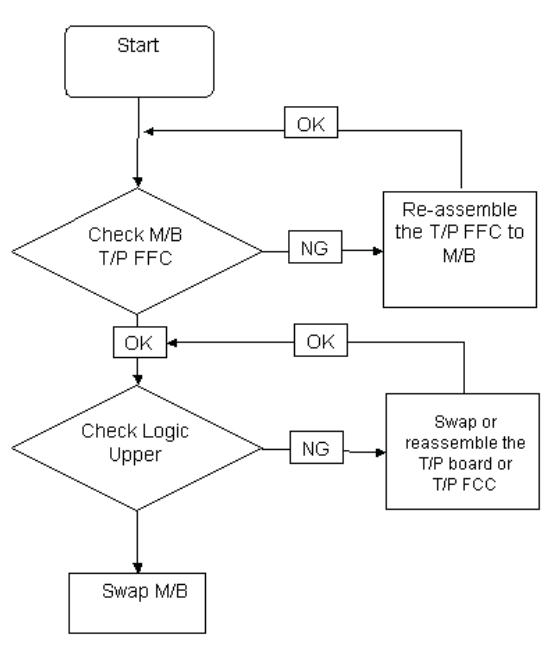 Start
OK
Check M/B
T/P FFC
NG
Re-assemble
the T/P FFC to
M/B
OK
OK
Check Logic
Upper
NG
Swap or
reassemble the
T/P board or
T/P FCC
Swap M/B